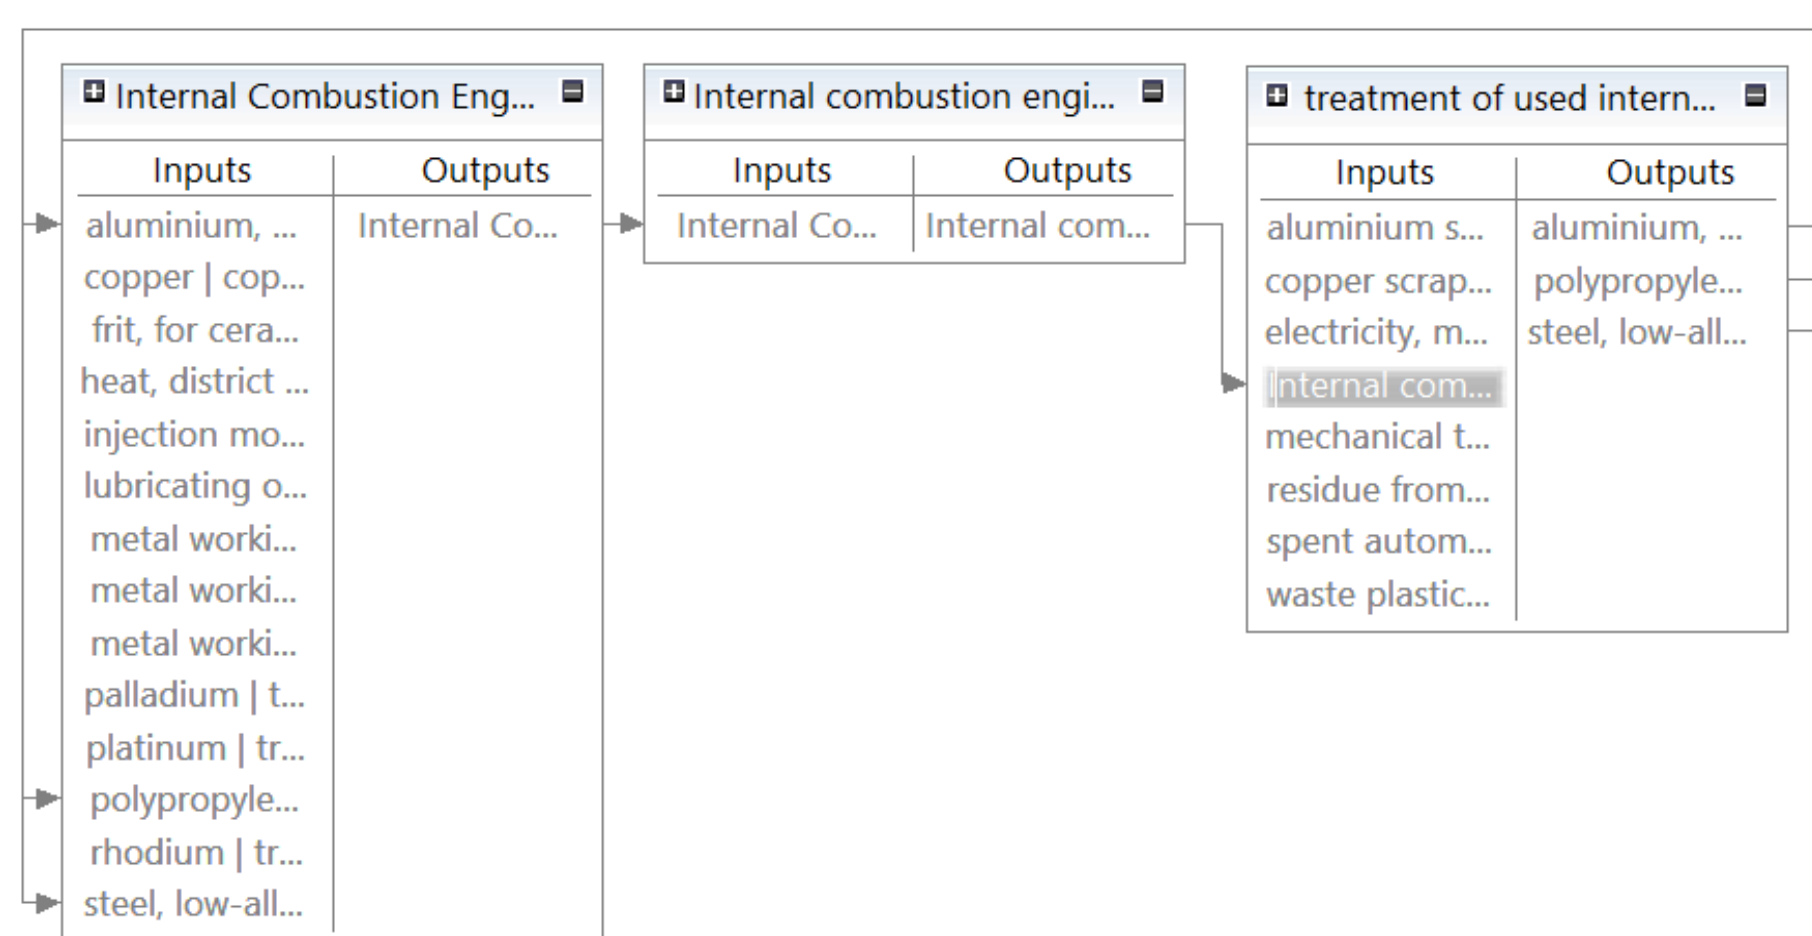 Internal Combustion Eng...
Inputs
Outputs
aluminium, ...
Internal Co...
copper | cop...
frit, for cera...
heat, district ...
injection mo...
lubricating o...
metal worki...
metal worki...
metal worki...
palladium | t...
platinum | tr...
polypropyle...
rhodium | tr...
steel, low-all...
Internal combustion engi...
Inputs
Outputs
Internal Co...
Internal com...
treatment of used intern...
Inputs
Outputs
aluminium s...
aluminium, ...
copper scrap...
polypropyle...
electricity, m...
steel, low-all...
Internal com...
mechanical t...
residue from...
spent autom...
waste plastic...